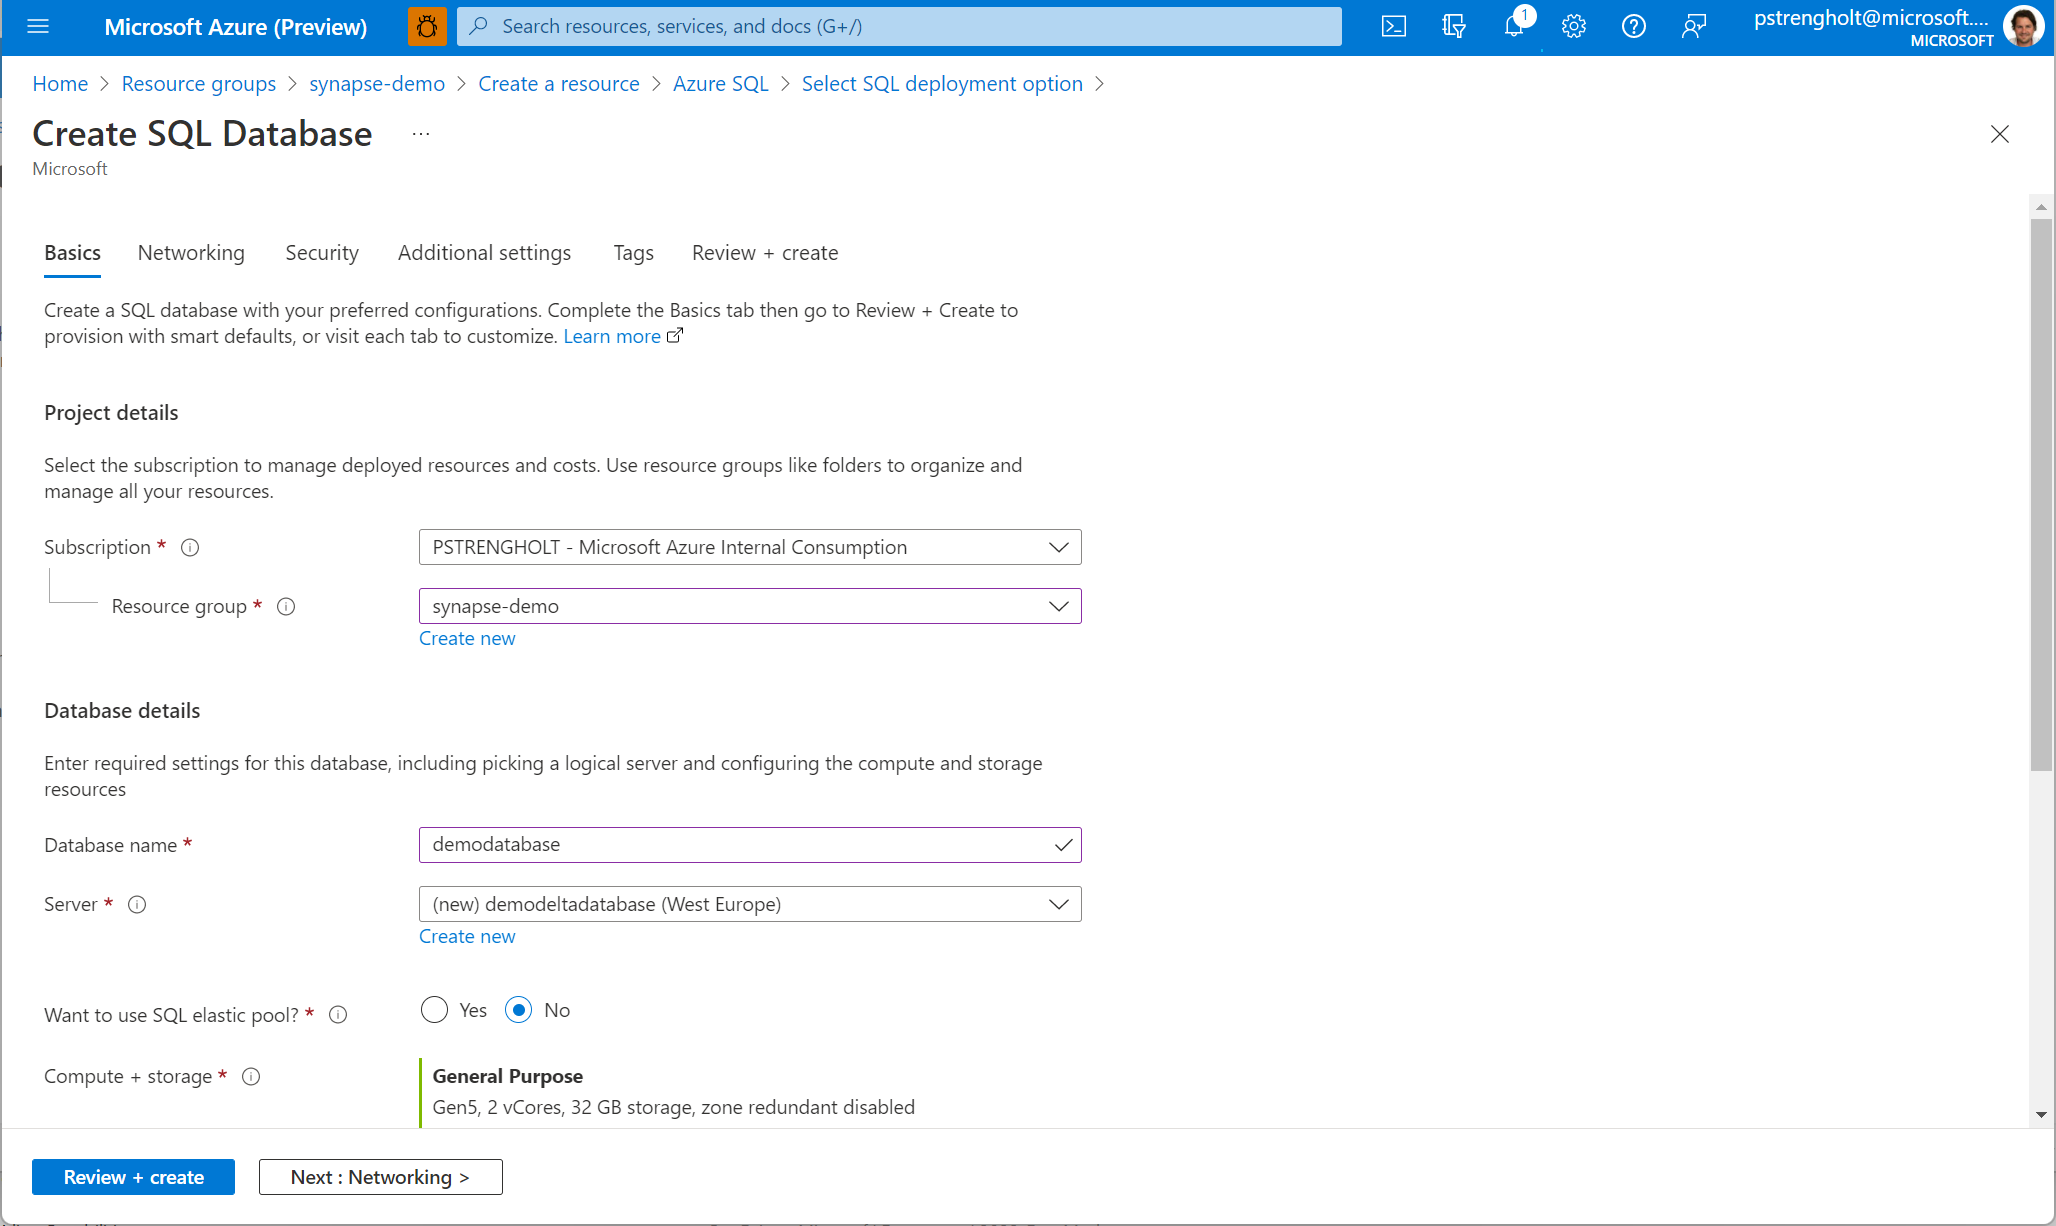 Microsoft Azure (Preview)
Search resources, services, and docs (G+/)
1
pstrengholt@microsoft....
MICROSOFT
Home > Resource groups > synapse-demo > Create a resource > Azure SQL > Select SQL deployment option >
Create SQL Database ...
Microsoft
Basics Networking Security Additional settings Tags Review + create
Create a SQL database with your preferred configurations. Complete the Basics tab then go to Review + Create to
provision with smart defaults, or visit each tab to customize. Learn more
Project details
Select the subscription to manage deployed resources and costs. Use resource groups like folders to organize and
manage all your resources.
Subscription * PSTRENGHOLT - Microsoft Azure Internal Consumption
Resource group * synapse-demo
Create new
Database details
Enter required settings for this database, including picking a logical server and configuring the compute and storage
resources
Database name * demodatabase
Server * (new) demodeltadatabase (West Europe)
Create new
Want to use SQL elastic pool? * Yes No
Compute + storage * General Purpose
Gen5, 2 vCores, 32 GB storage, zone redundant disabled
Review + create Next : Networking >